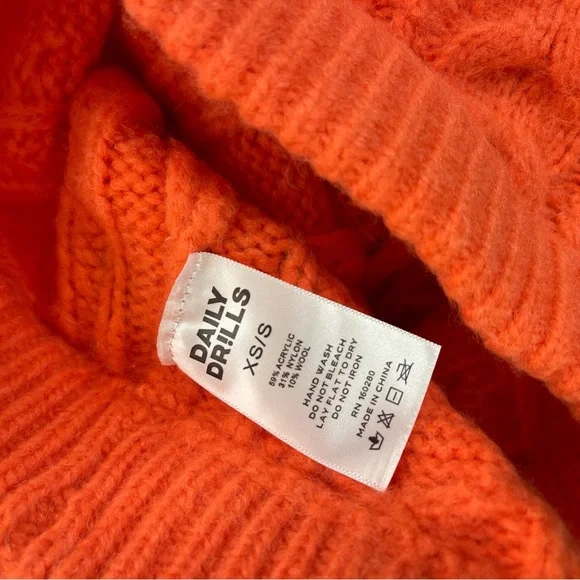 DAILY
DR!LLS
XS/S
59% ACRYLIC
31% NYLON
10% WOOL
HAND WASH
DO NOT BLEACH
LAY FLAT TO DRY
DO NOT IRON
RN 160280
MADE IN CHINA